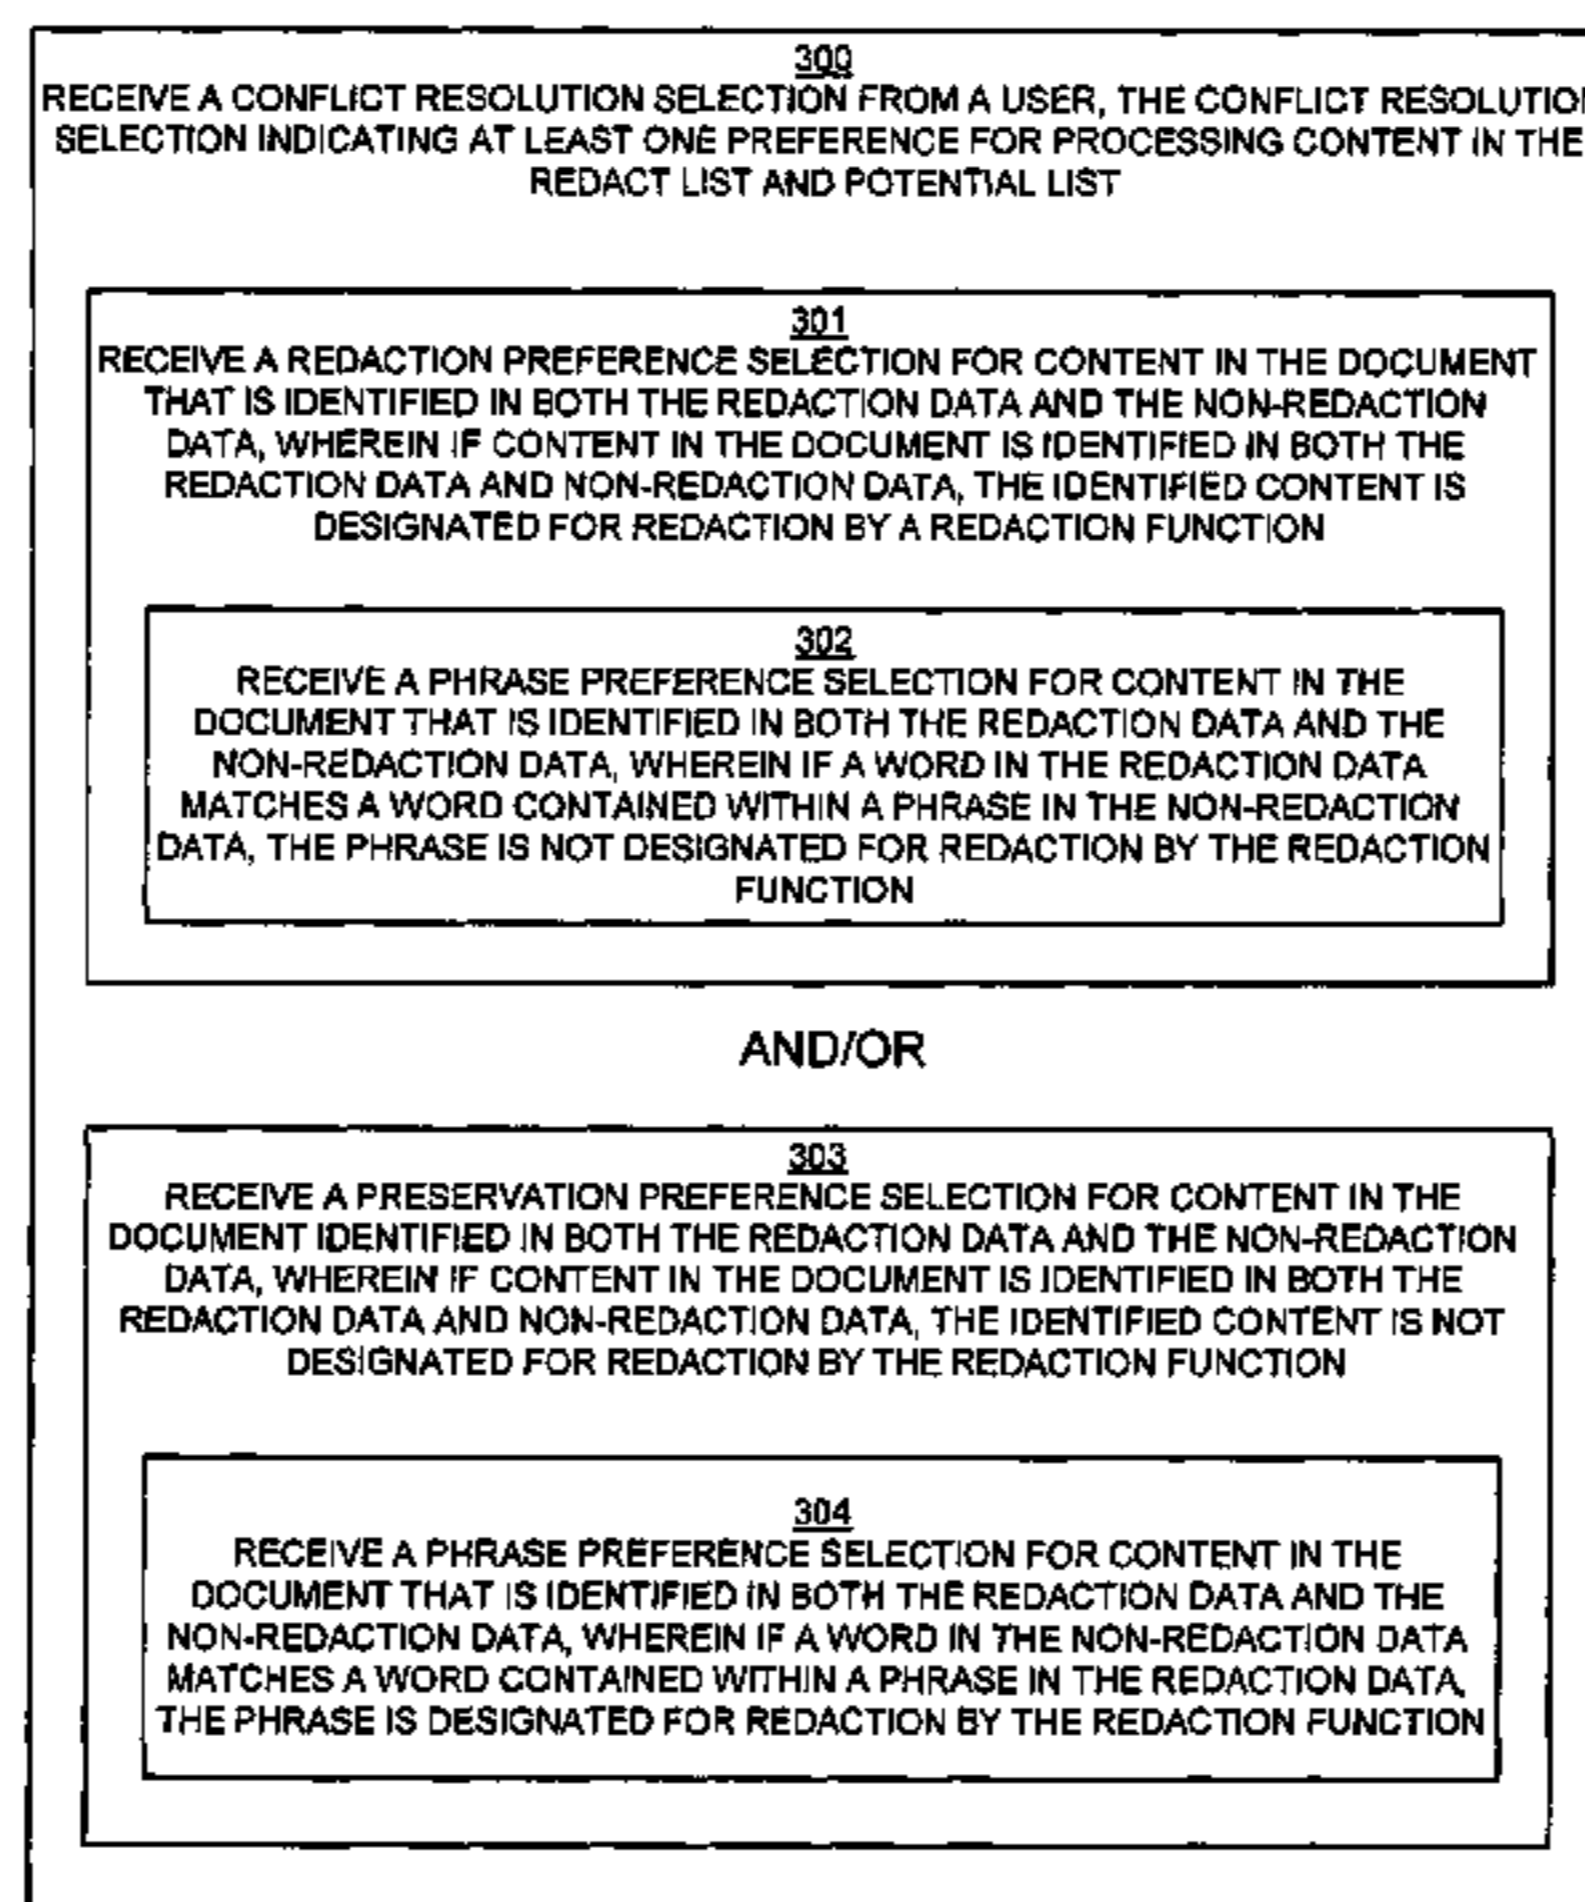 300
RECEIVE A CONFLICT RESOLUTION SELECTION FROM A USER, THE CONFLICT RESOLUTIO
SELECTION INDICATING AT LEAST ONE PREFERENCE FOR PROCESSING CONTENT IN THE
REDACT LIST AND POTENTIAL LIST
301
RECEIVE A REDACTION PREFERENCE SELECTION FOR CONTENT IN THE DOCUMENT
THAT IS IDENTIFIED IN BOTH THE REDACTION DATA AND THE NON-REDACTION
DATA, WHEREIN IF CONTENT IN THE DOCUMENT IS IDENTIFIED IN BOTH THE
REDACTION DATA AND NON-REDACTION DATA, THE IDENTIFIED CONTENT IS
DESIGNATED FOR REDACTION BY A REDACTION FUNCTION
302
RECEIVE A PHRASE PREFERENCE SELECTION FOR CONTENT IN THE
DOCUMENT THAT IS IDENTIFIED IN BOTH THE REDACTION DATA AND THE
NON-REDACTION DATA, WHEREIN IF A WORD IN THE REDACTION DATA
MATCHES A WORD CONTAINED WITHIN A PHRASE IN THE NON-REDACTION
DATA, THE PHRASE IS NOT DESIGNATED FOR REDACTION BY THE REDACTION
FUNCTION
AND/OR
303
RECEIVE A PRESERVATION PREFERENCE SELECTION FOR CONTENT IN THE
DOCUMENT IDENTIFIED IN BOTH THE REDACTION DATA AND THE NON-REDACTION
DATA, WHEREIN IF CONTENT IN THE DOCUMENT IS IDENTIFIED IN BOTH THE
REDACTION DATA AND NON-REDACTION DATA, THE IDENTIFIED CONTENT IS NOT
DESIGNATED FOR REDACTION BY THE REDACTION FUNCTION
304
RECEIVE A PHRASE PREFERENCE SELECTION FOR CONTENT IN THE
DOCUMENT THAT IS IDENTIFIED IN BOTH THE REDACTION DATA AND THE
NON-REDACTION DATA, WHEREIN IF A WORD IN THE NON-REDACTION DATA
MATCHES A WORD CONTAINED WITHIN A PHRASE IN THE REDACTION DATA,
THE PHRASE IS DESIGNATED FOR REDACTION BY THE REDACTION FUNCTION